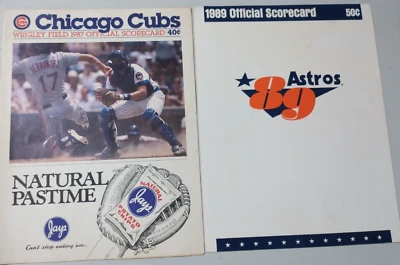 Chicago Cubs
WRIGLEY FIELD 1987 OFFICIAL SCORECARD 40¢
17
NATURAL
PASTIME
Jays
Can't stop eating 'em.
NATURAL
Jays
POTATO
CHIPS
1989 Official Scorecard 50¢
Astros
89